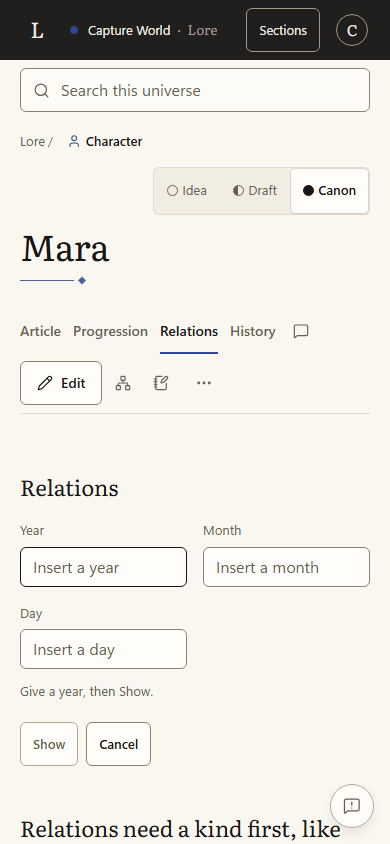 L
Capture World · Lore
Sections
C
Search this universe
Lore / Character
Idea
Draft
Canon
Mara
Article
Progression
Relations
History
Edit
Relations
Year
Month
Insert a year
Insert a month
Day
Insert a day
Give a year, then Show.
Show
Cancel
Relations need a kind first, like